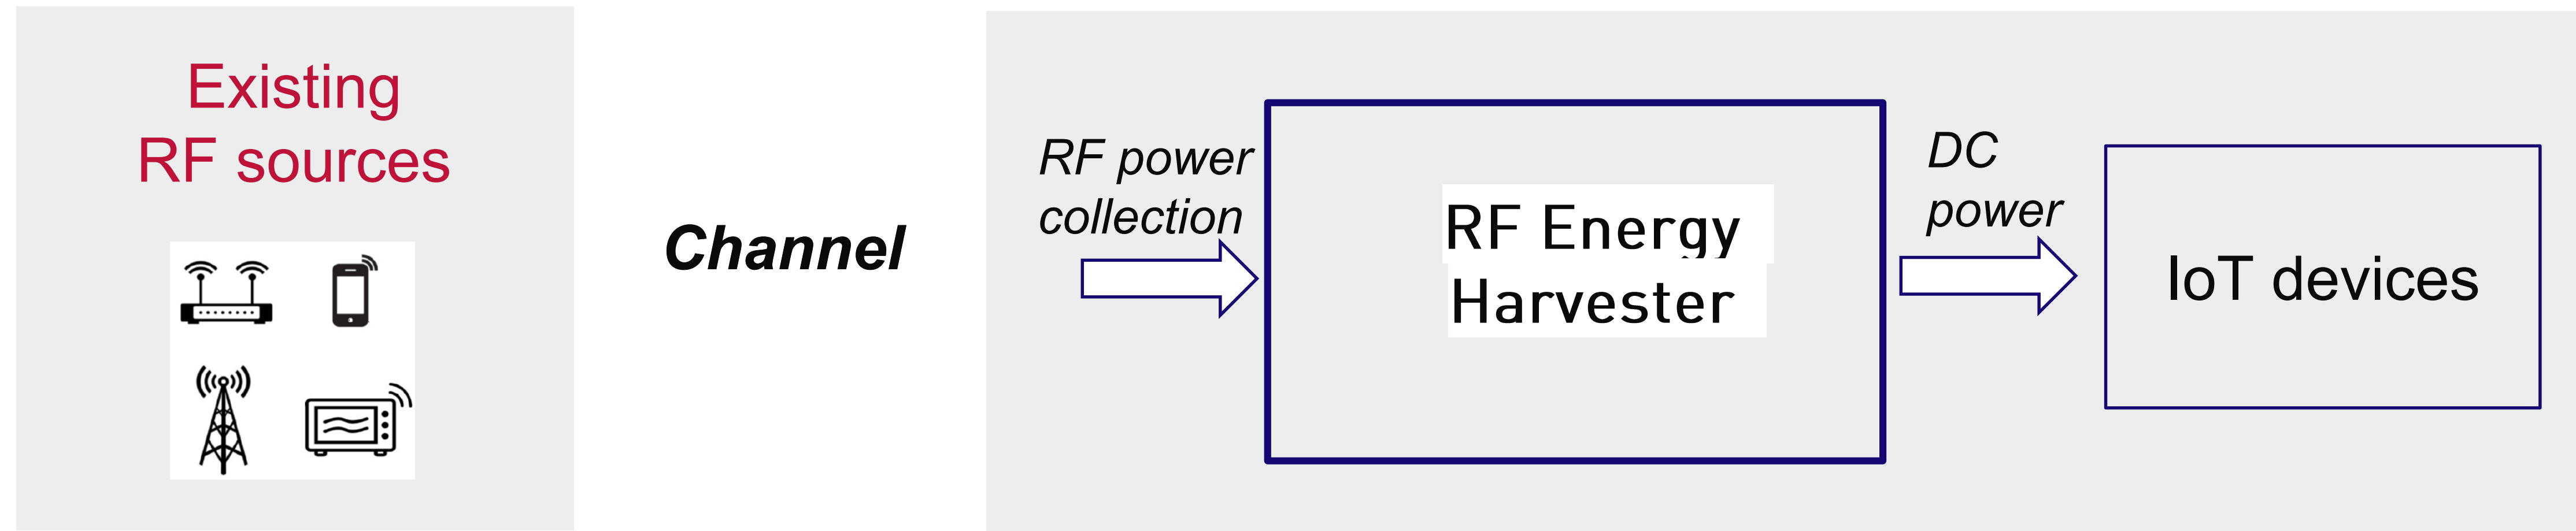 Existing
RF sources
Channel
RF power
collection
RF Energy
Harvester
DC
power
IoT devices